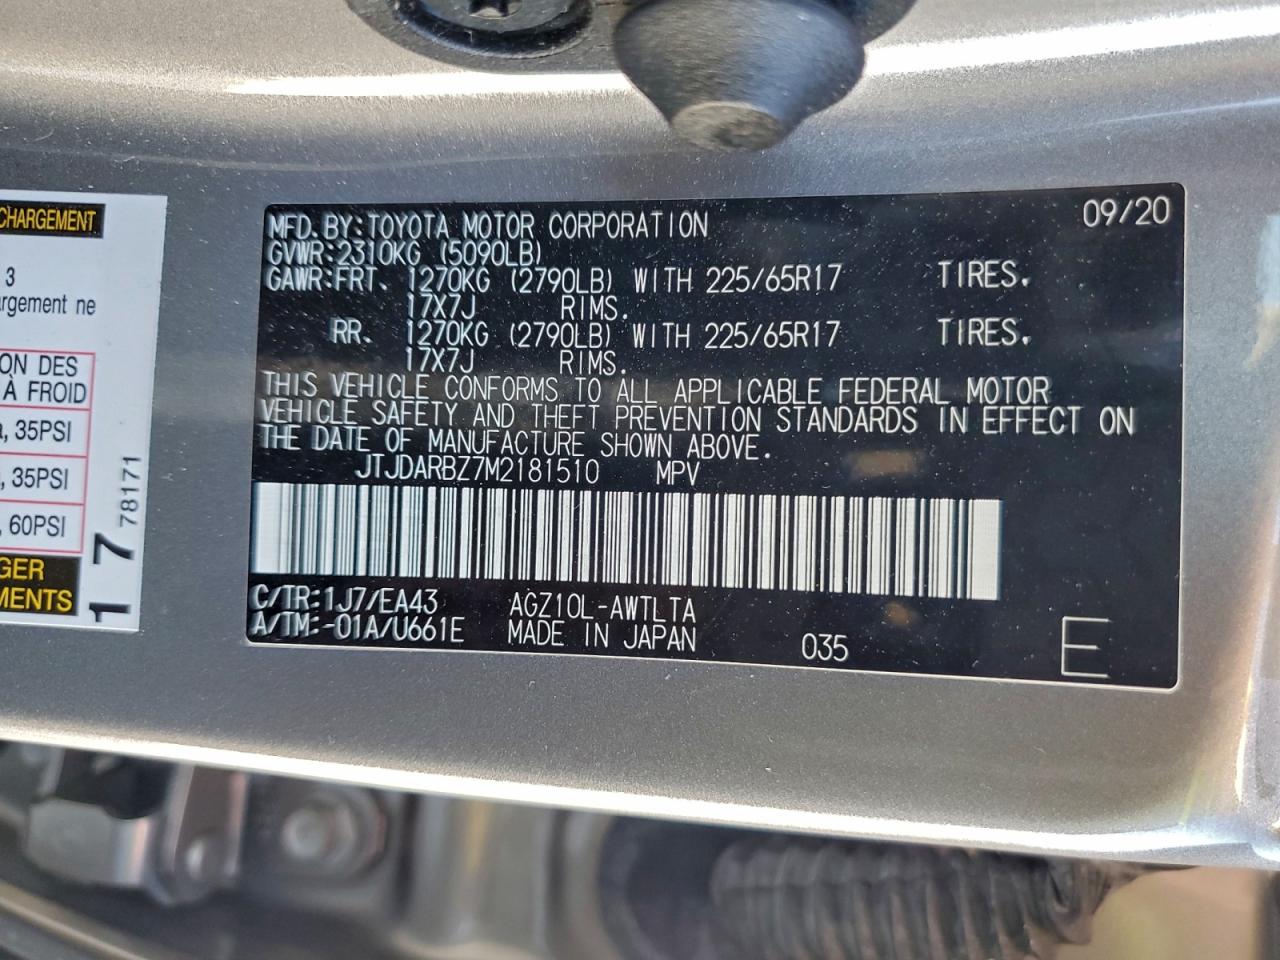 CHARGEMENT
3
rgement ne
ON DES
À FROID
, 35PSI
, 35PSI
, 60PSI
GER
EMENTS
1 7 78171
MFD. BY: TOYOTA MOTOR CORPORATION 09/20
GVWR: 2310KG (5090LB)
GAWR: FRT. 1270KG (2790LB) WITH 225/65R17 TIRES.
17X7J RIMS.
RR. 1270KG (2790LB) WITH 225/65R17 TIRES.
17X7J RIMS.
THIS VEHICLE CONFORMS TO ALL APPLICABLE FEDERAL MOTOR
VEHICLE SAFETY AND THEFT PREVENTION STANDARDS IN EFFECT ON
THE DATE OF MANUFACTURE SHOWN ABOVE.
JTJDARBZ7M2181510 MPV
C/TR: 1J7/EA43 AGZ10L-AWTLTA
A/TM: -01A/U661E MADE IN JAPAN 035 E